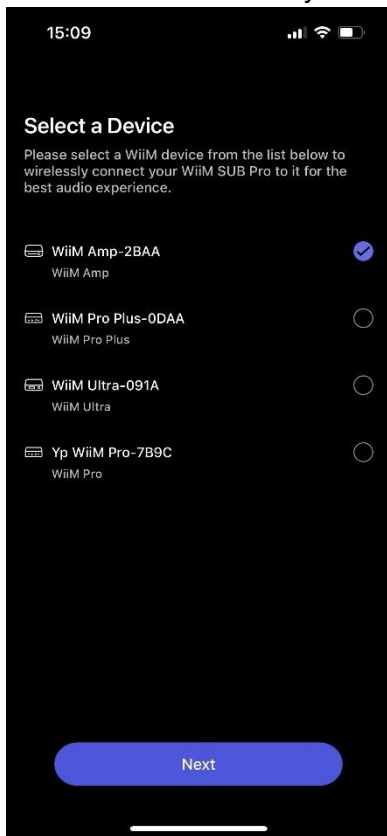 15:09
Select a Device
Please select a WiiM device from the list below to
wirelessly connect your WiiM SUB Pro to it for the
best audio experience.
WiiM Amp-2BAA
WiiM Amp
WiiM Pro Plus-0DAA
WiiM Pro Plus
WiiM Ultra-091A
WiiM Ultra
Yp WiiM Pro-7B9C
WiiM Pro
Next